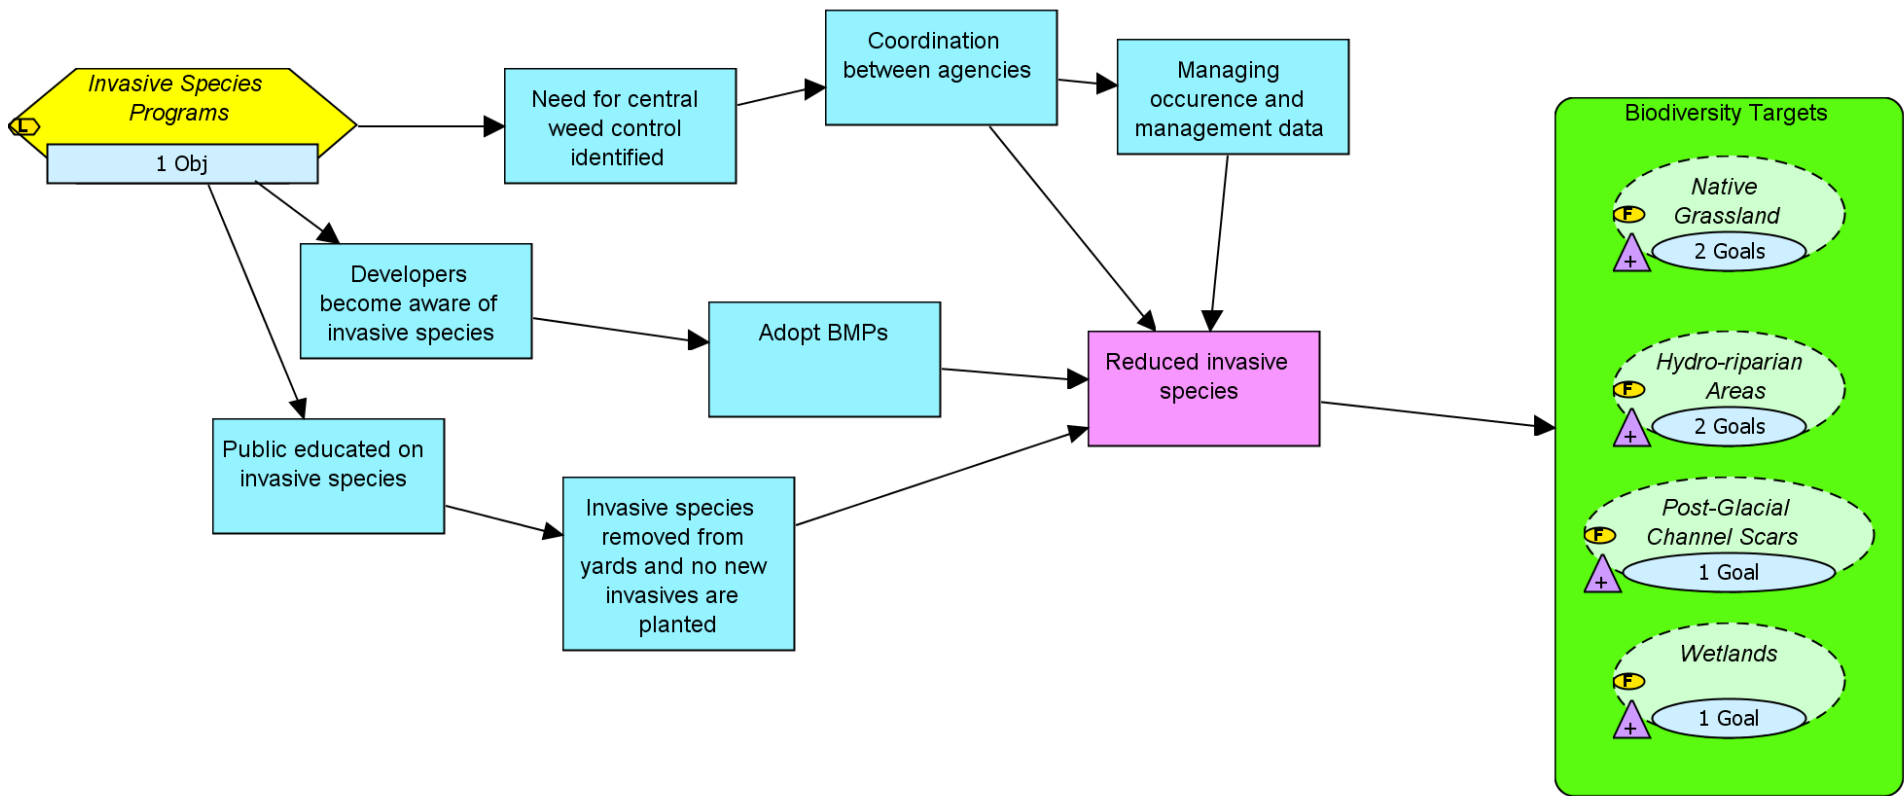 Invasive Species
Programs
L
1 Obj
Need for central
weed control
identified
Coordination
between agencies
Managing
occurence and
management data
Developers
become aware of
invasive species
Adopt BMPs
Public educated on
invasive species
Invasive species
removed from
yards and no new
invasives are
planted
Reduced invasive
species
Biodiversity Targets
Native
Grassland
F
+
2 Goals
Hydro-riparian
Areas
F
+
2 Goals
Post-Glacial
Channel Scars
F
+
1 Goal
Wetlands
F
+
1 Goal